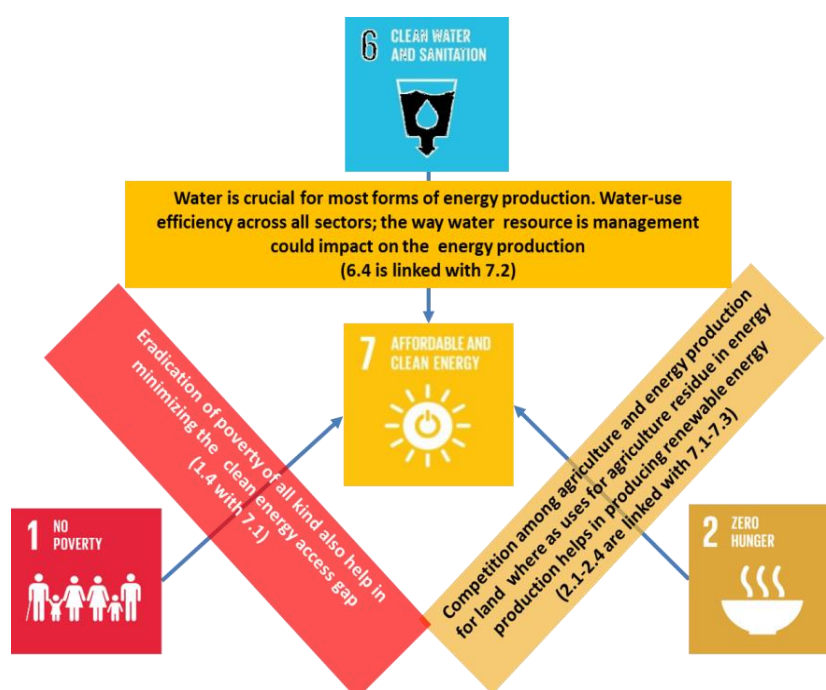 6 CLEAN WATER
AND SANITATION
Water is crucial for most forms of energy production. Water-use
efficiency across all sectors; the way water resource is management
could impact on the energy production
(6.4 is linked with 7.2)
7 AFFORDABLE AND
CLEAN ENERGY
Eradication of poverty of all kind also help in
minimizing the clean energy access gap
(1.4 with 7.1)
Competition among agriculture and energy production
for land where as uses for agriculture residue in energy
production helps in producing renewable energy
(2.1-2.4 are linked with 7.1-7.3)
1 NO
POVERTY
2 ZERO
HUNGER